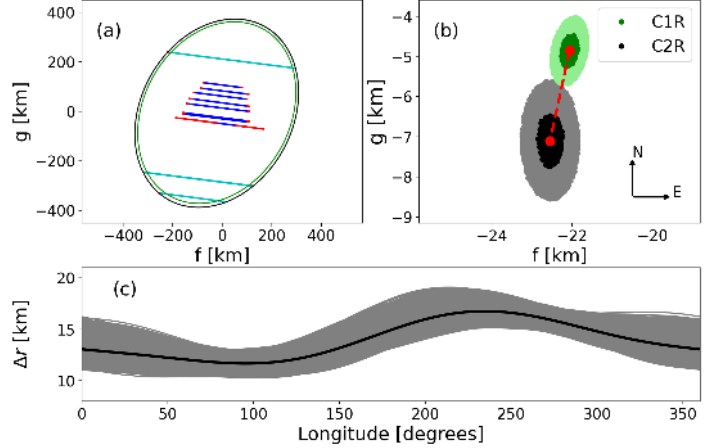 (a)
g [km]
400
200
0
−200
−400
−400
−200
0
200
400
f [km]
(b)
C1R
C2R
g [km]
−4
−5
−6
−7
−8
−9
N
E
−24
−22
−20
f [km]
(c)
Δr [km]
20
15
10
0
50
100
150
200
250
300
350
Longitude [degrees]